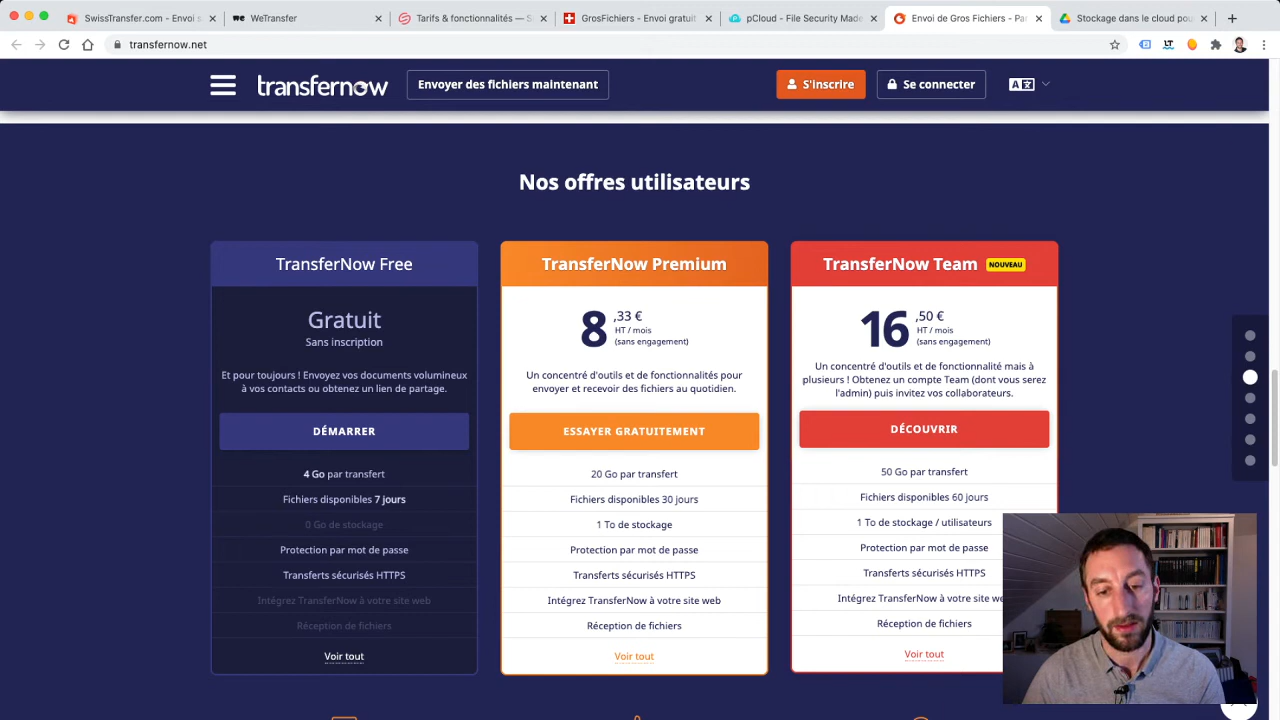 SwissTransfer.com - Envoi s
WeTransfer
Tarifs & fonctionnalités — S
GrosFichiers - Envoi gratuit
pCloud - File Security Made
Envoi de Gros Fichiers - Par
Stockage dans le cloud pou
transfernow.net
transfernow
Envoyer des fichiers maintenant
S'inscrire
Se connecter
Nos offres utilisateurs
TransferNow Free
Gratuit
Sans inscription
Et pour toujours ! Envoyez vos documents volumineux
à vos contacts ou obtenez un lien de partage.
DÉMARRER
4 Go par transfert
Fichiers disponibles 7 jours
0 Go de stockage
Protection par mot de passe
Transferts sécurisés HTTPS
Intégrez TransferNow à votre site web
Réception de fichiers
Voir tout
TransferNow Premium
8,33 €
HT / mois
(sans engagement)
Un concentré d'outils et de fonctionnalités pour
envoyer et recevoir des fichiers au quotidien.
ESSAYER GRATUITEMENT
20 Go par transfert
Fichiers disponibles 30 jours
1 To de stockage
Protection par mot de passe
Transferts sécurisés HTTPS
Intégrez TransferNow à votre site web
Réception de fichiers
Voir tout
TransferNow Team NOUVEAU
16,50 €
HT / mois
(sans engagement)
Un concentré d'outils et de fonctionnalité mais à
plusieurs ! Obtenez un compte Team (dont vous serez
l'admin) puis invitez vos collaborateurs.
DÉCOUVRIR
50 Go par transfert
Fichiers disponibles 60 jours
1 To de stockage / utilisateurs
Protection par mot de passe
Transferts sécurisés HTTPS
Intégrez TransferNow à votre site we
Réception de fichiers
Voir tout